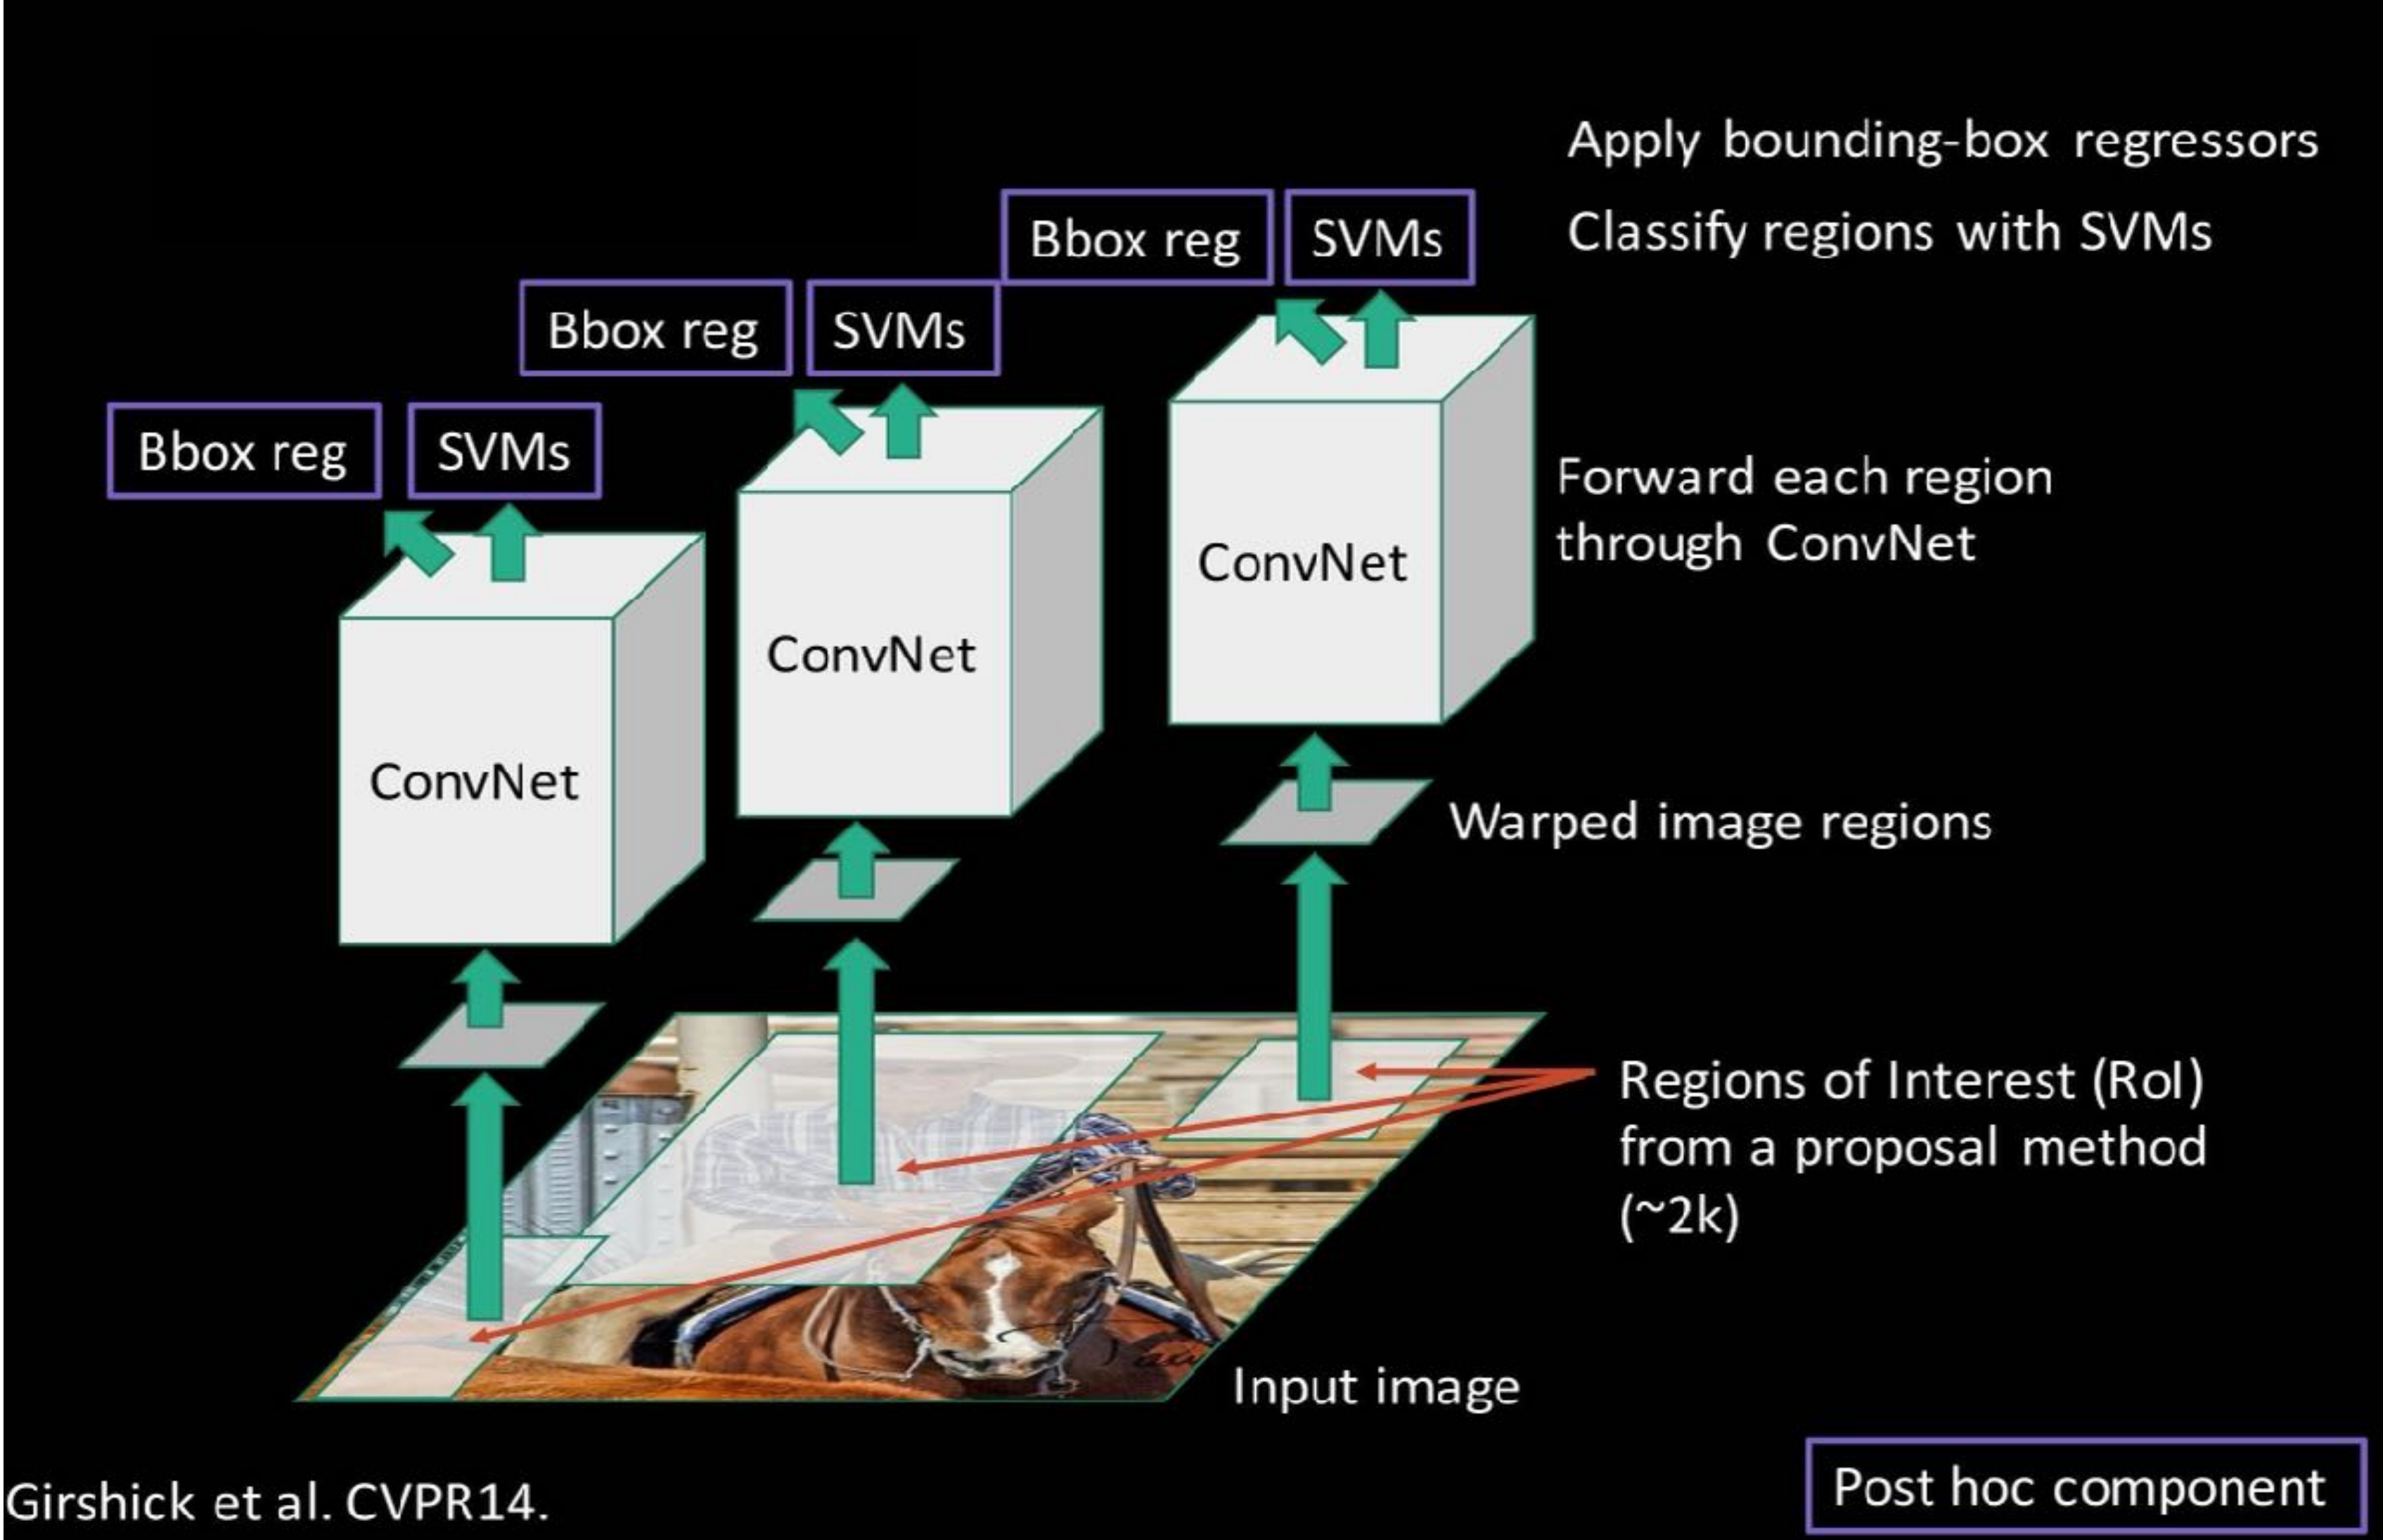 Apply bounding-box regressors
Bbox reg SVMs
Classify regions with SVMs
Bbox reg SVMs
Bbox reg SVMs
Forward each region
through ConvNet
ConvNet
ConvNet
ConvNet
Warped image regions
Regions of Interest (RoI)
from a proposal method
(~2k)
Input image
Girshick et al. CVPR14.
Post hoc component